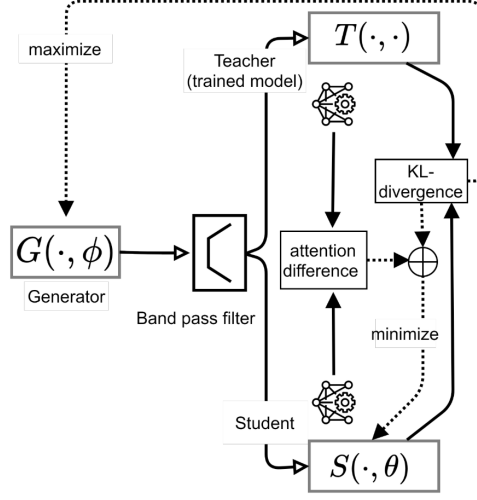 maximize
T(·,·)
Teacher
(trained model)
KL-
divergence
G(·,ϕ)
attention
difference
Generator
Band pass filter
minimize
Student
S(·,θ)